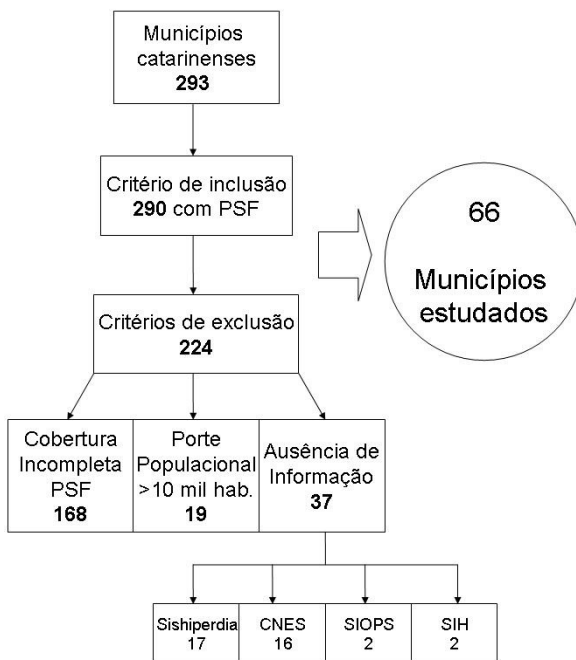 Municípios
catarinenses
293
Critério de inclusão
290 com PSF
66
Municípios
estudados
Critérios de exclusão
224
Cobertura
Incompleta
PSF
168
Porte
Populacional
>10 mil hab.
19
Ausência de
Informação
37
Sishiperdia
17
CNES
16
SIOPS
2
SIH
2